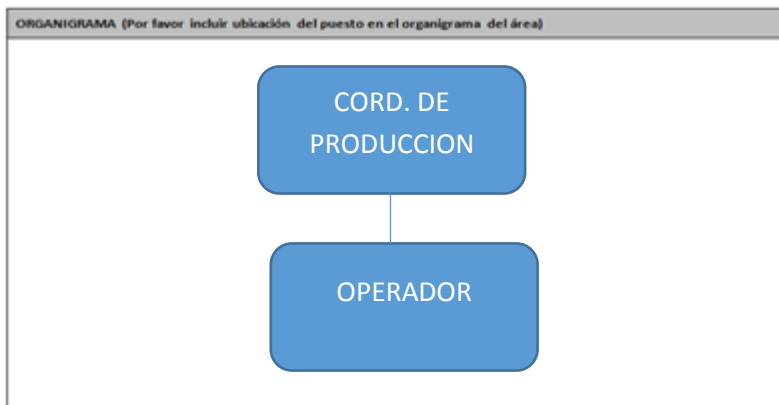 ORGANIGRAMA (Por favor incluir ubicación del puesto en el organigrama del área)
CORD. DE
PRODUCCION
OPERADOR